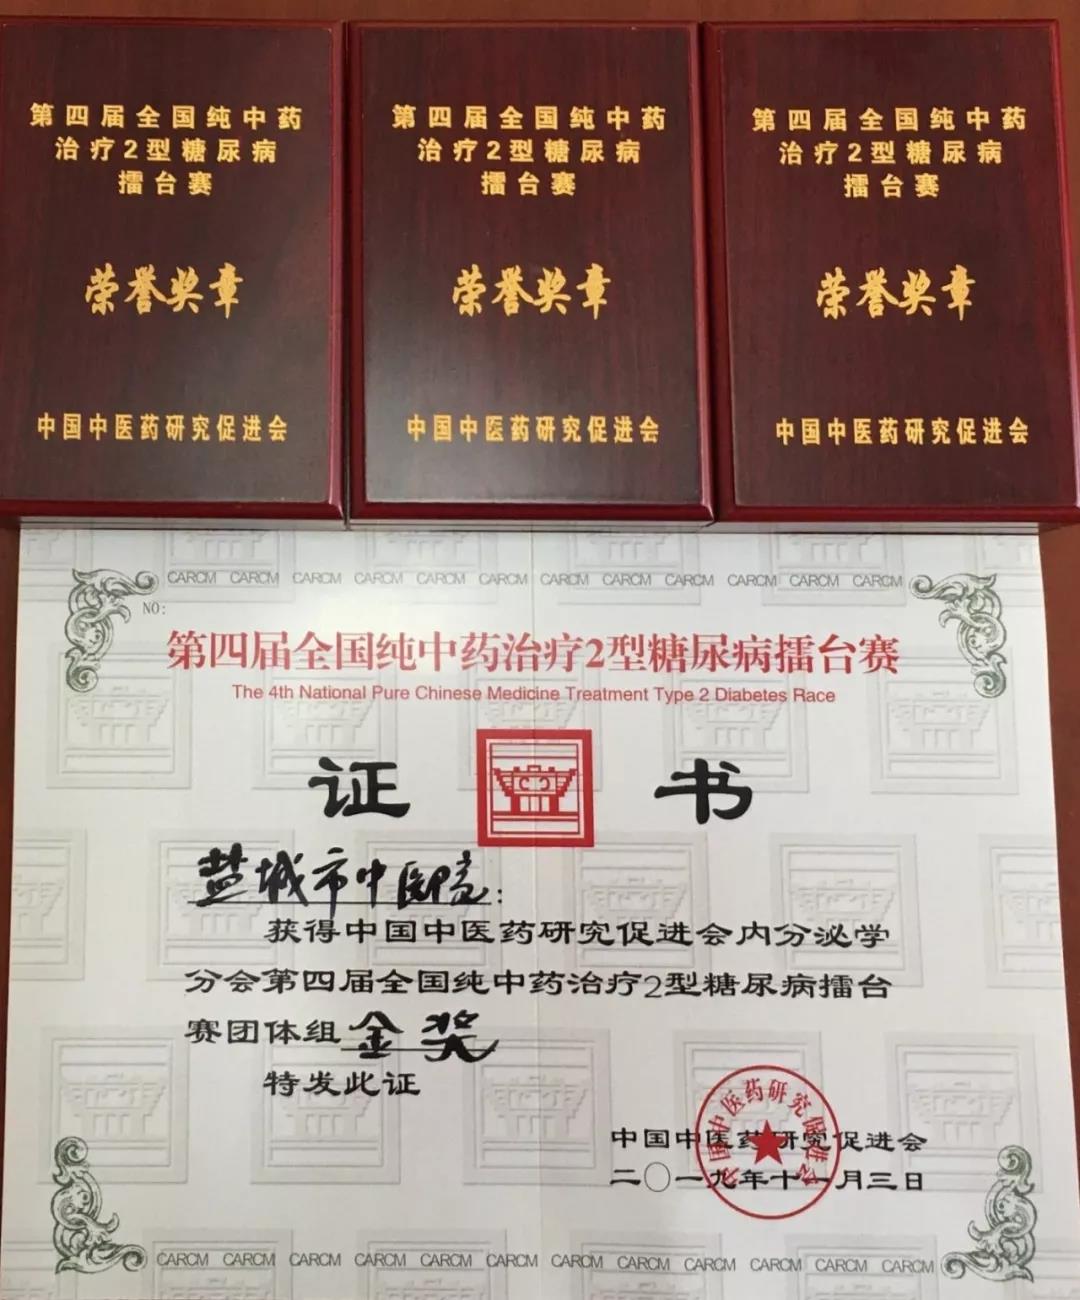 第四届全国纯中药
治疗2型糖尿病
擂台赛
荣誉奖章
中国中医药研究促进会
第四届全国纯中药
治疗2型糖尿病
擂台赛
荣誉奖章
中国中医药研究促进会
第四届全国纯中药
治疗2型糖尿病
擂台赛
荣誉奖章
中国中医药研究促进会
CARCM CARCM CARCM CARCM CARCM CARCM CARCM CARCM CARCM CARCM CARCM CARCM
NO:
第四届全国纯中药治疗2型糖尿病擂台赛
The 4th National Pure Chinese Medicine Treatment Type 2 Diabetes Race
证 书
盐城市中医院:
获得中国中医药研究促进会内分泌学
分会第四届全国纯中药治疗2型糖尿病擂台
赛团体组金奖
特发此证
中国中医药研究促进会
中国中医药研究促进会
二〇一九年十一月三日
CARCM CARCM CARCM CARCM CARCM CARCM CARCM CARCM CARCM CARCM CARCM CARCM